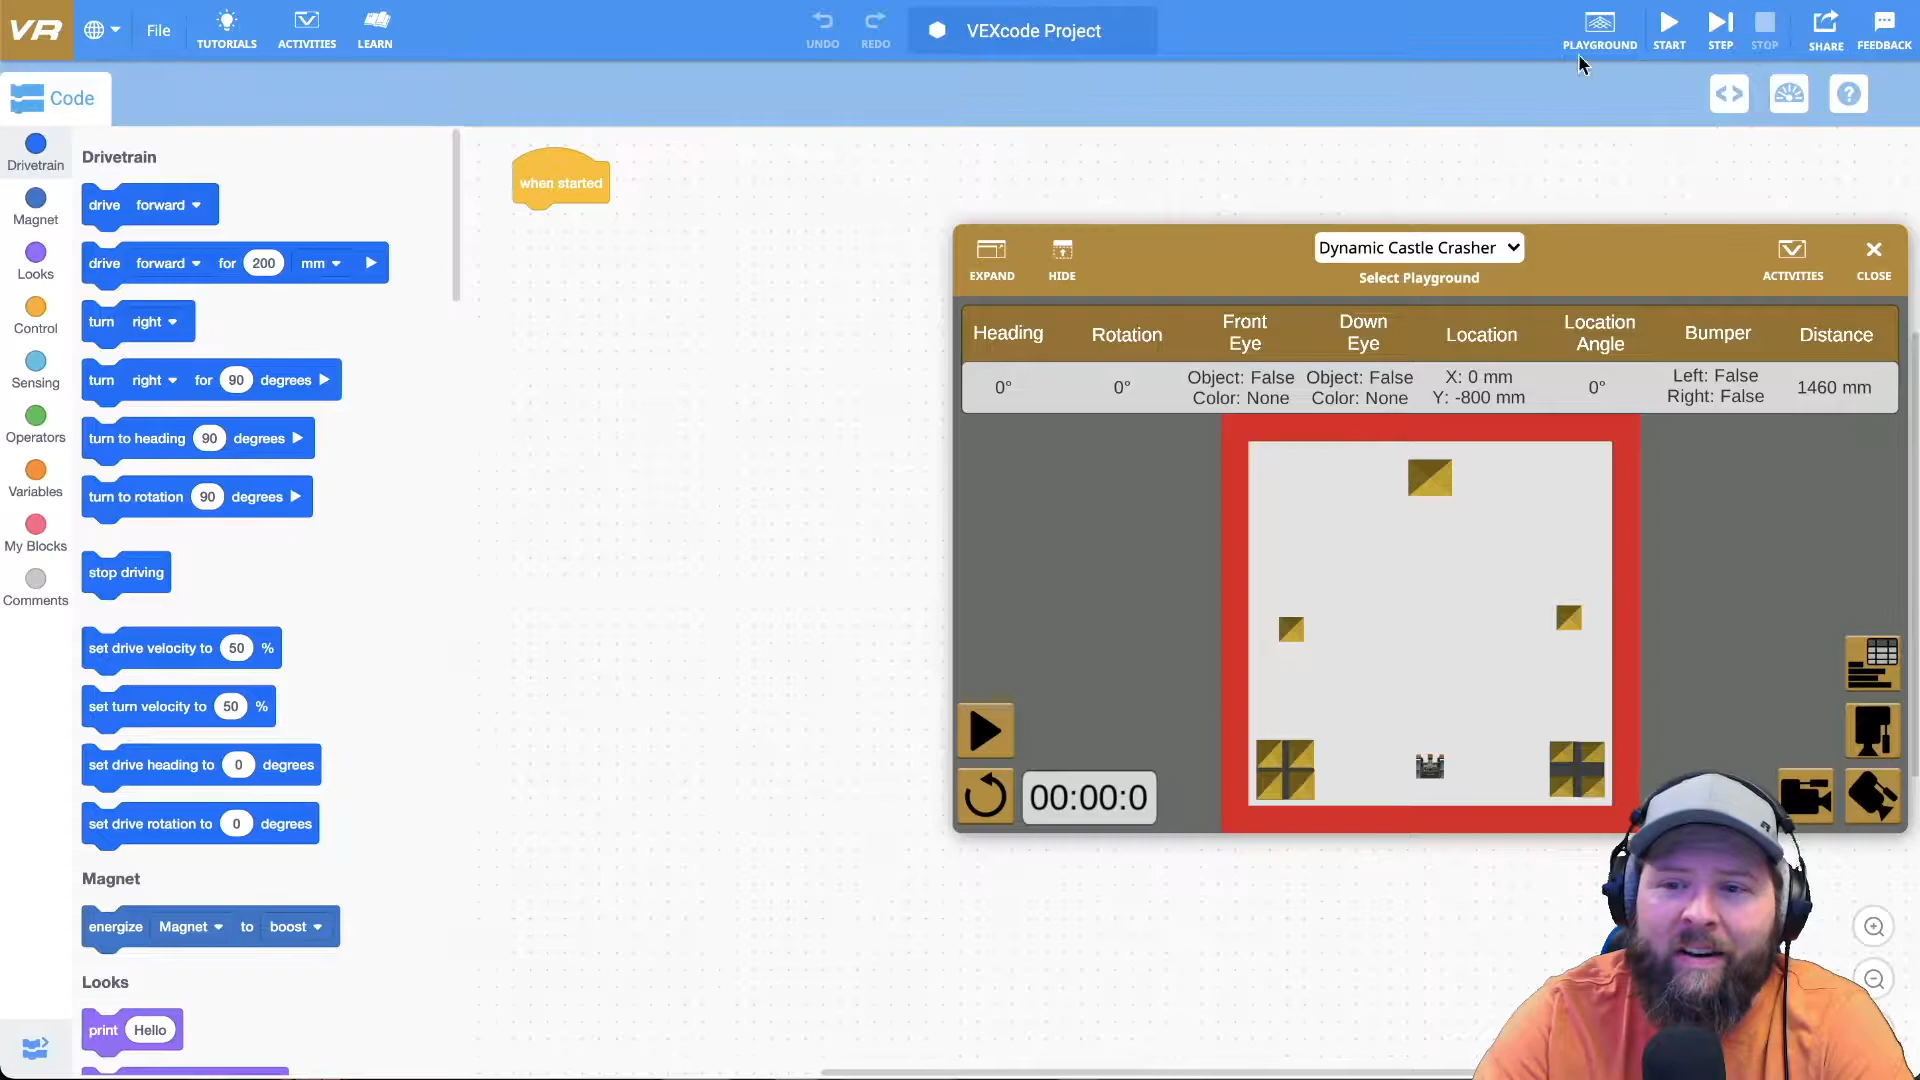 VR
File
TUTORIALS
ACTIVITIES
LEARN
UNDO
REDO
VEXcode Project
PLAYGROUND
START
STEP
STOP
SHARE
FEEDBACK
Code
Drivetrain
Magnet
Looks
Control
Sensing
Operators
Variables
My Blocks
Comments
Drivetrain
drive forward
drive forward for 200 mm
turn right
turn right for 90 degrees
turn to heading 90 degrees
turn to rotation 90 degrees
stop driving
set drive velocity to 50 %
set turn velocity to 50 %
set drive heading to 0 degrees
set drive rotation to 0 degrees
Magnet
energize Magnet to boost
Looks
print Hello
when started
EXPAND
HIDE
Dynamic Castle Crasher
Select Playground
ACTIVITIES
CLOSE
Heading
Rotation
Front
Eye
Down
Eye
Location
Location
Angle
Bumper
Distance
0°
0°
Object: False
Color: None
Object: False
Color: None
X: 0 mm
Y: -800 mm
0°
Left: False
Right: False
1460 mm
00:00:0